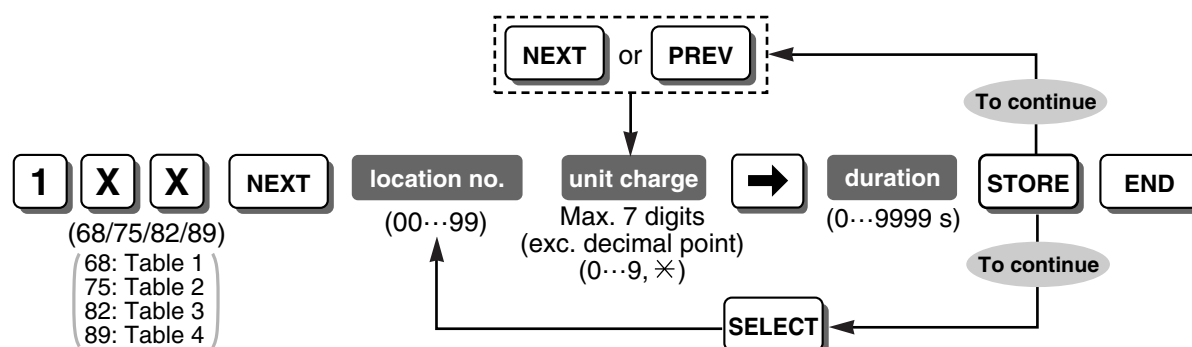 NEXT or PREV
To continue
1 X X NEXT location no. unit charge ➡ duration STORE END
(68/75/82/89) (00···99) Max. 7 digits (0···9999 s)
(exc. decimal point)
(0···9, ✳)
68: Table 1
75: Table 2
82: Table 3
89: Table 4
To continue
SELECT